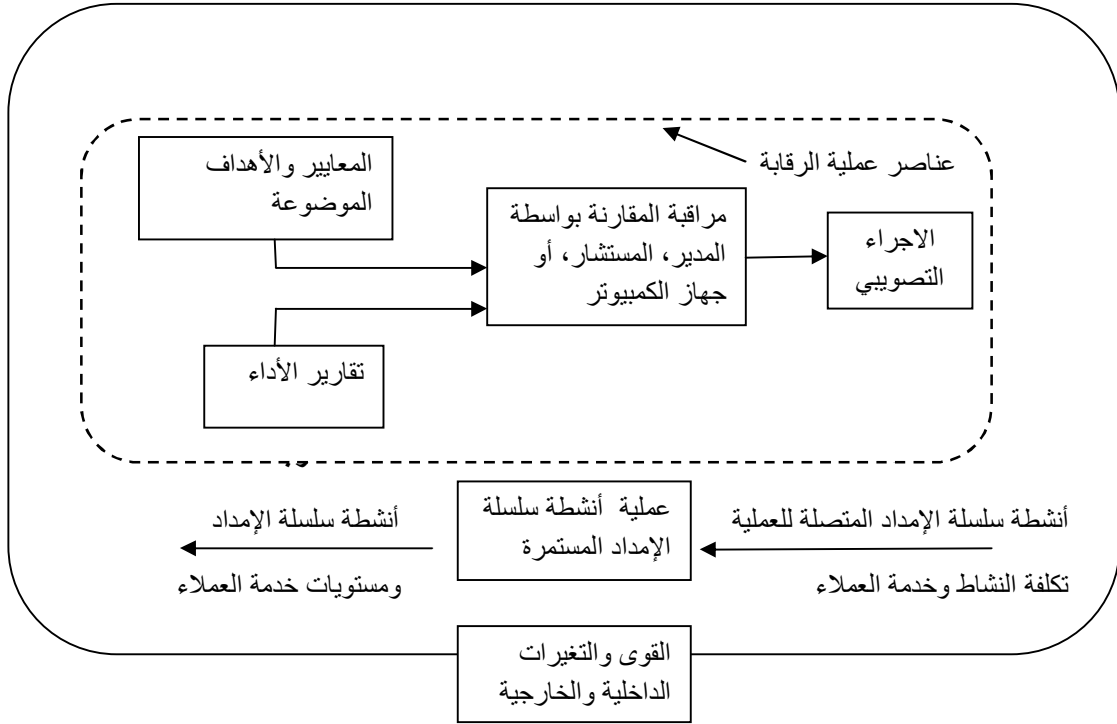 عناصر عملية الرقابة
المعايير والأهداف
الموضوعة
مراقبة المقارنة بواسطة
المدير، المستشار، أو
جهاز الكمبيوتر
الاجراء
التصويبي
تقارير الأداء
أنشطة سلسلة الإمداد المتصلة للعملية
تكلفة النشاط وخدمة العملاء
عملية أنشطة سلسلة
الإمداد المستمرة
أنشطة سلسلة الإمداد
ومستويات خدمة العملاء
القوى والتغيرات
الداخلية والخارجية